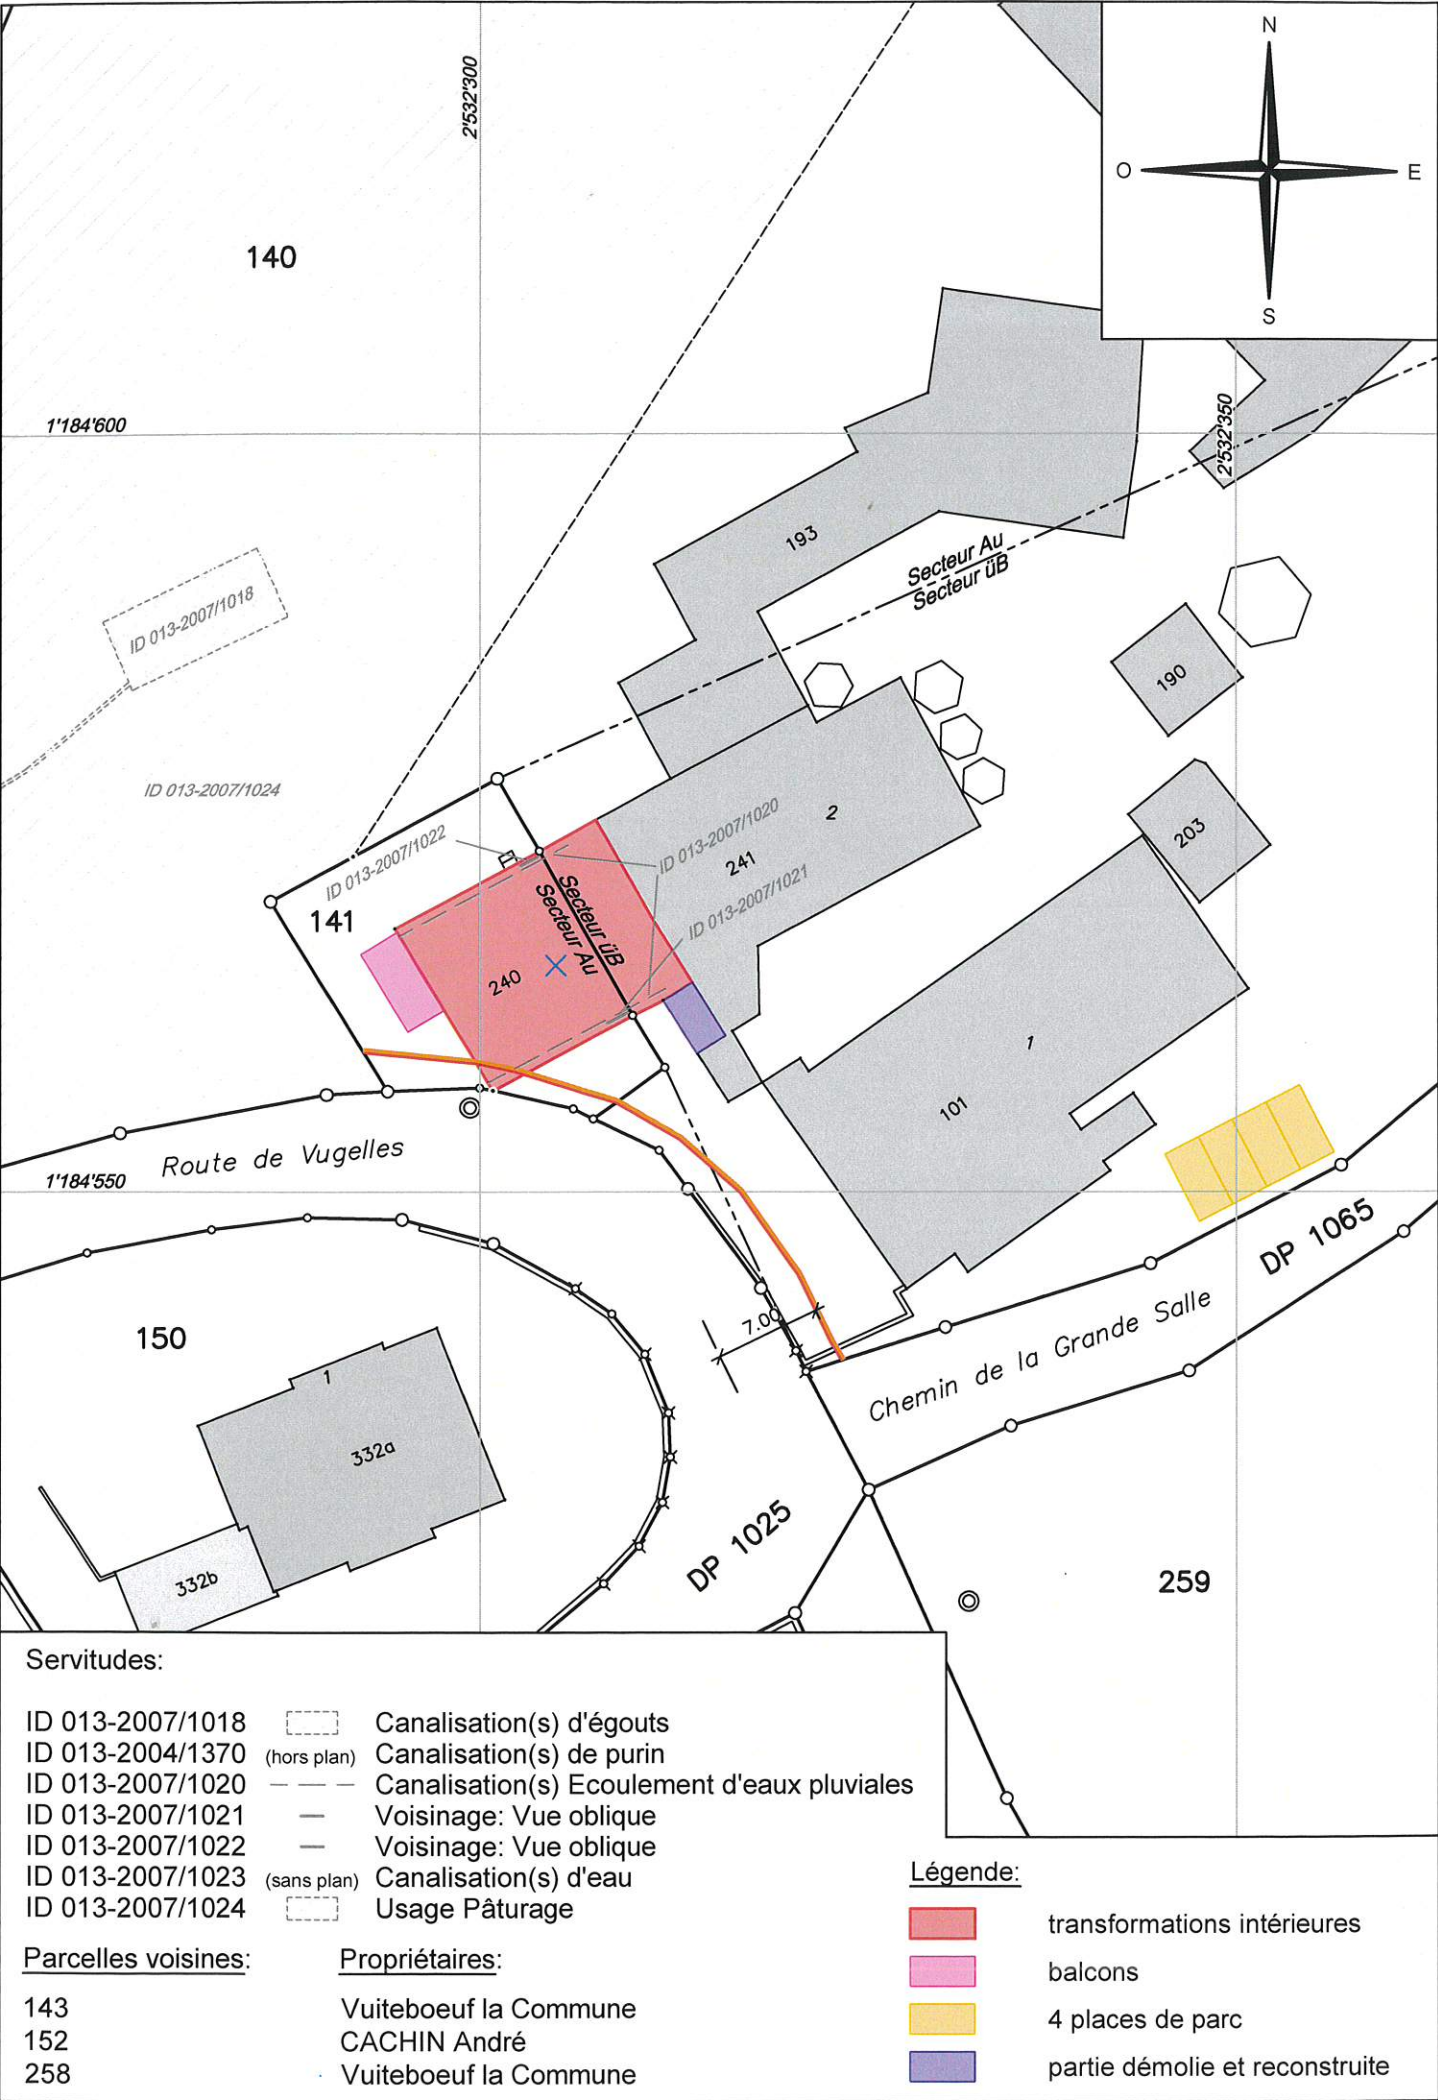 N
O
E
S
2'532'300
140
1'184'600
2'532'350
193
Secteur Au
Secteur üB
ID 013-2007/1018
190
ID 013-2007/1024
ID 013-2007/1022
ID 013-2007/1020
2
203
241
ID 013-2007/1021
141
Secteur üB
Secteur Au
240
1
101
Route de Vugelles
1'184'550
DP 1065
7.00
Chemin de la Grande Salle
150
1
332a
DP 1025
332b
259
Servitudes:
ID 013-2007/1018 Canalisation(s) d'égouts
ID 013-2004/1370 (hors plan) Canalisation(s) de purin
ID 013-2007/1020 Canalisation(s) Ecoulement d'eaux pluviales
ID 013-2007/1021 Voisinage: Vue oblique
ID 013-2007/1022 Voisinage: Vue oblique
ID 013-2007/1023 (sans plan) Canalisation(s) d'eau
ID 013-2007/1024 Usage Pâturage
Parcelles voisines: Propriétaires:
143 Vuiteboeuf la Commune
152 CACHIN André
258 Vuiteboeuf la Commune
Légende:
transformations intérieures
balcons
4 places de parc
partie démolie et reconstruite